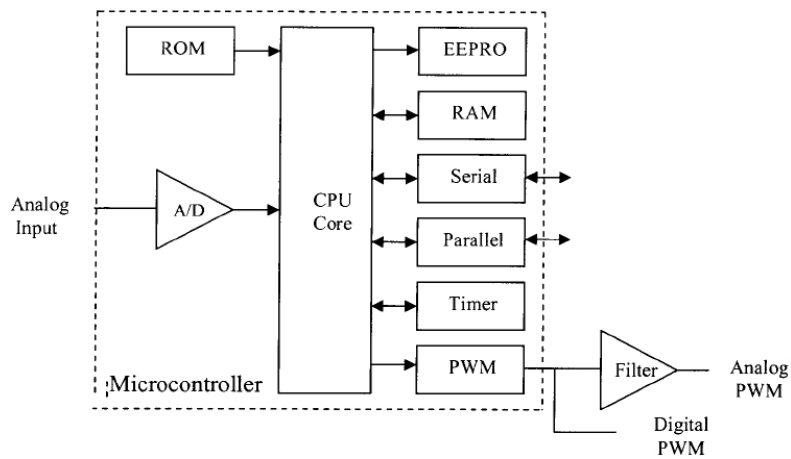 ROM
EEPRO
RAM
Analog
Input
A/D
CPU
Core
Serial
Parallel
Timer
Microcontroller
PWM
Filter
Analog
PWM
Digital
PWM